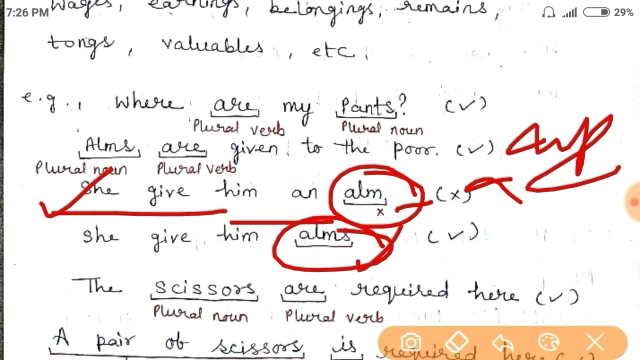 7:26 PM 29%
wages, earnings, belongings, remains,
tongs, valuables, etc.
e.g., Where are my Pants? (✓)
Plural verb Plural noun
Alms are given to the poor. (✓)
Plural noun Plural verb
She give him an alm (x)
x
She give him alms (✓)
The scissors are required here (✓)
Plural noun Plural verb
A pair of scissors is required here (✓)